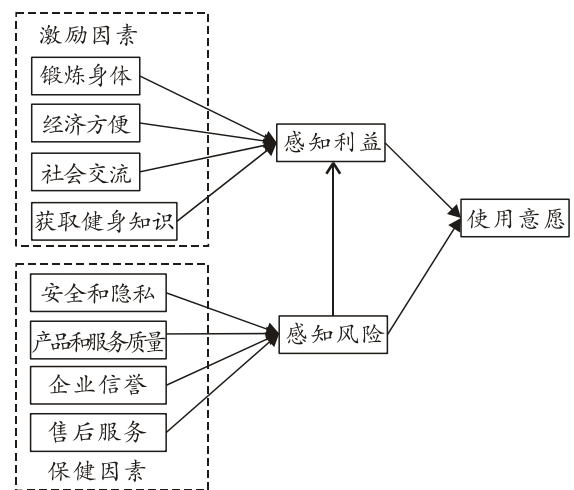 激励因素
锻炼身体
经济方便
社会交流
获取健身知识
感知利益
使用意愿
安全和隐私
产品和服务质量
企业信誉
售后服务
保健因素
感知风险